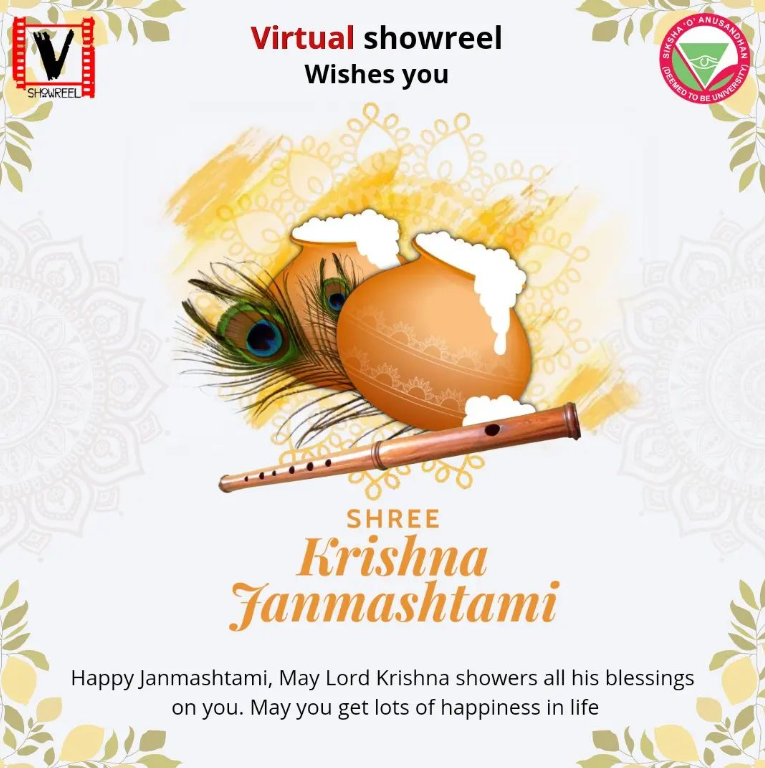 V
SHOWREEL
Virtual showreel
Wishes you
SIKSHA 'O' ANUSANDHAN
(DEEMED TO BE UNIVERSITY)
SHREE
Krishna
Janmashtami
Happy Janmashtami, May Lord Krishna showers all his blessings
on you. May you get lots of happiness in life